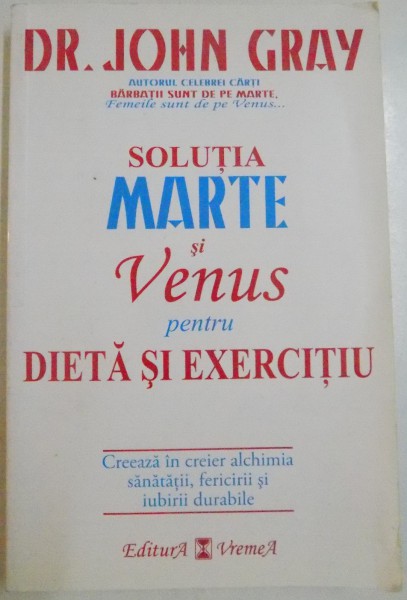 DR. JOHN GRAY
AUTORUL CELEBREI CĂRȚI
BĂRBAȚII SUNT DE PE MARTE,
Femeile sunt de pe Venus...
SOLUȚIA
MARTE
și
Venus
pentru
DIETĂ ȘI EXERCIȚIU
Creează în creier alchimia
sănătății, fericirii și
iubirii durabile
EditurA VremeA